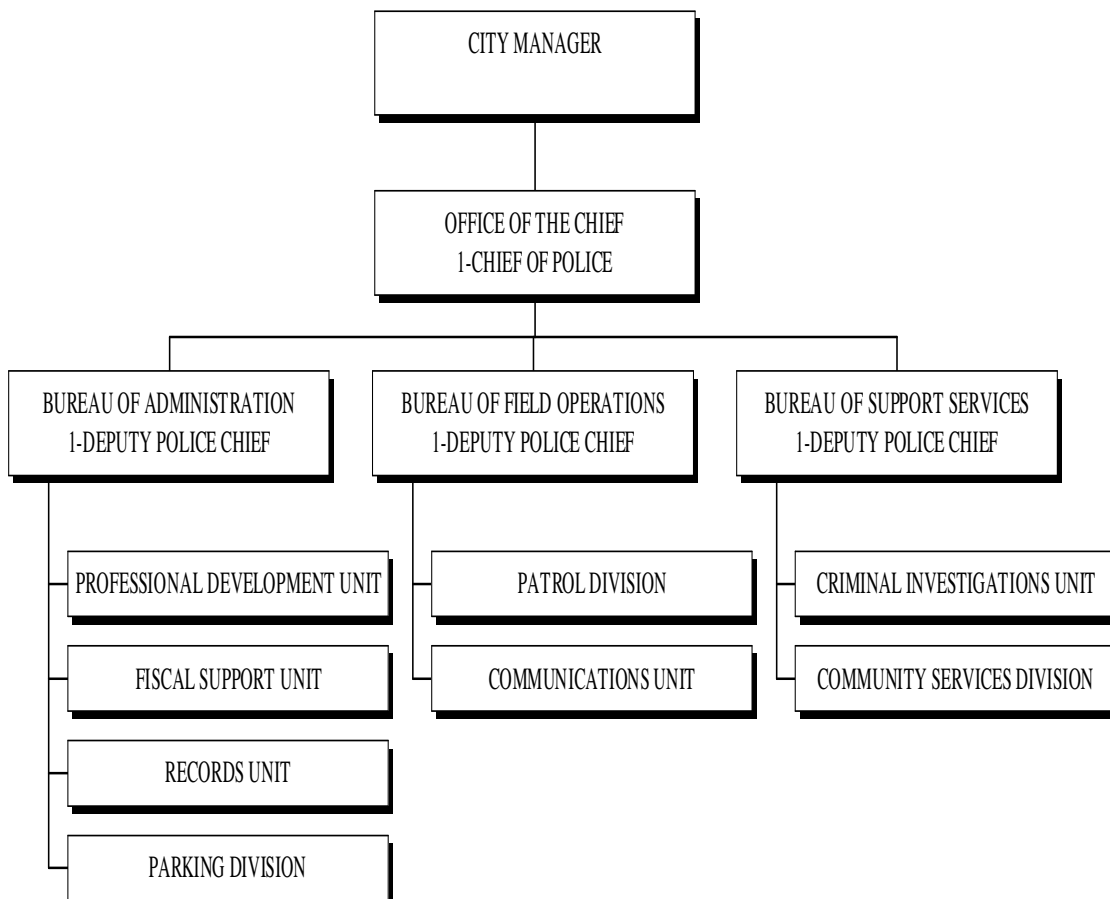 CITY MANAGER
OFFICE OF THE CHIEF
1-CHIEF OF POLICE
BUREAU OF ADMINISTRATION
1-DEPUTY POLICE CHIEF
BUREAU OF FIELD OPERATIONS
1-DEPUTY POLICE CHIEF
BUREAU OF SUPPORT SERVICES
1-DEPUTY POLICE CHIEF
PROFESSIONAL DEVELOPMENT UNIT
FISCAL SUPPORT UNIT
RECORDS UNIT
PARKING DIVISION
PATROL DIVISION
COMMUNICATIONS UNIT
CRIMINAL INVESTIGATIONS UNIT
COMMUNITY SERVICES DIVISION